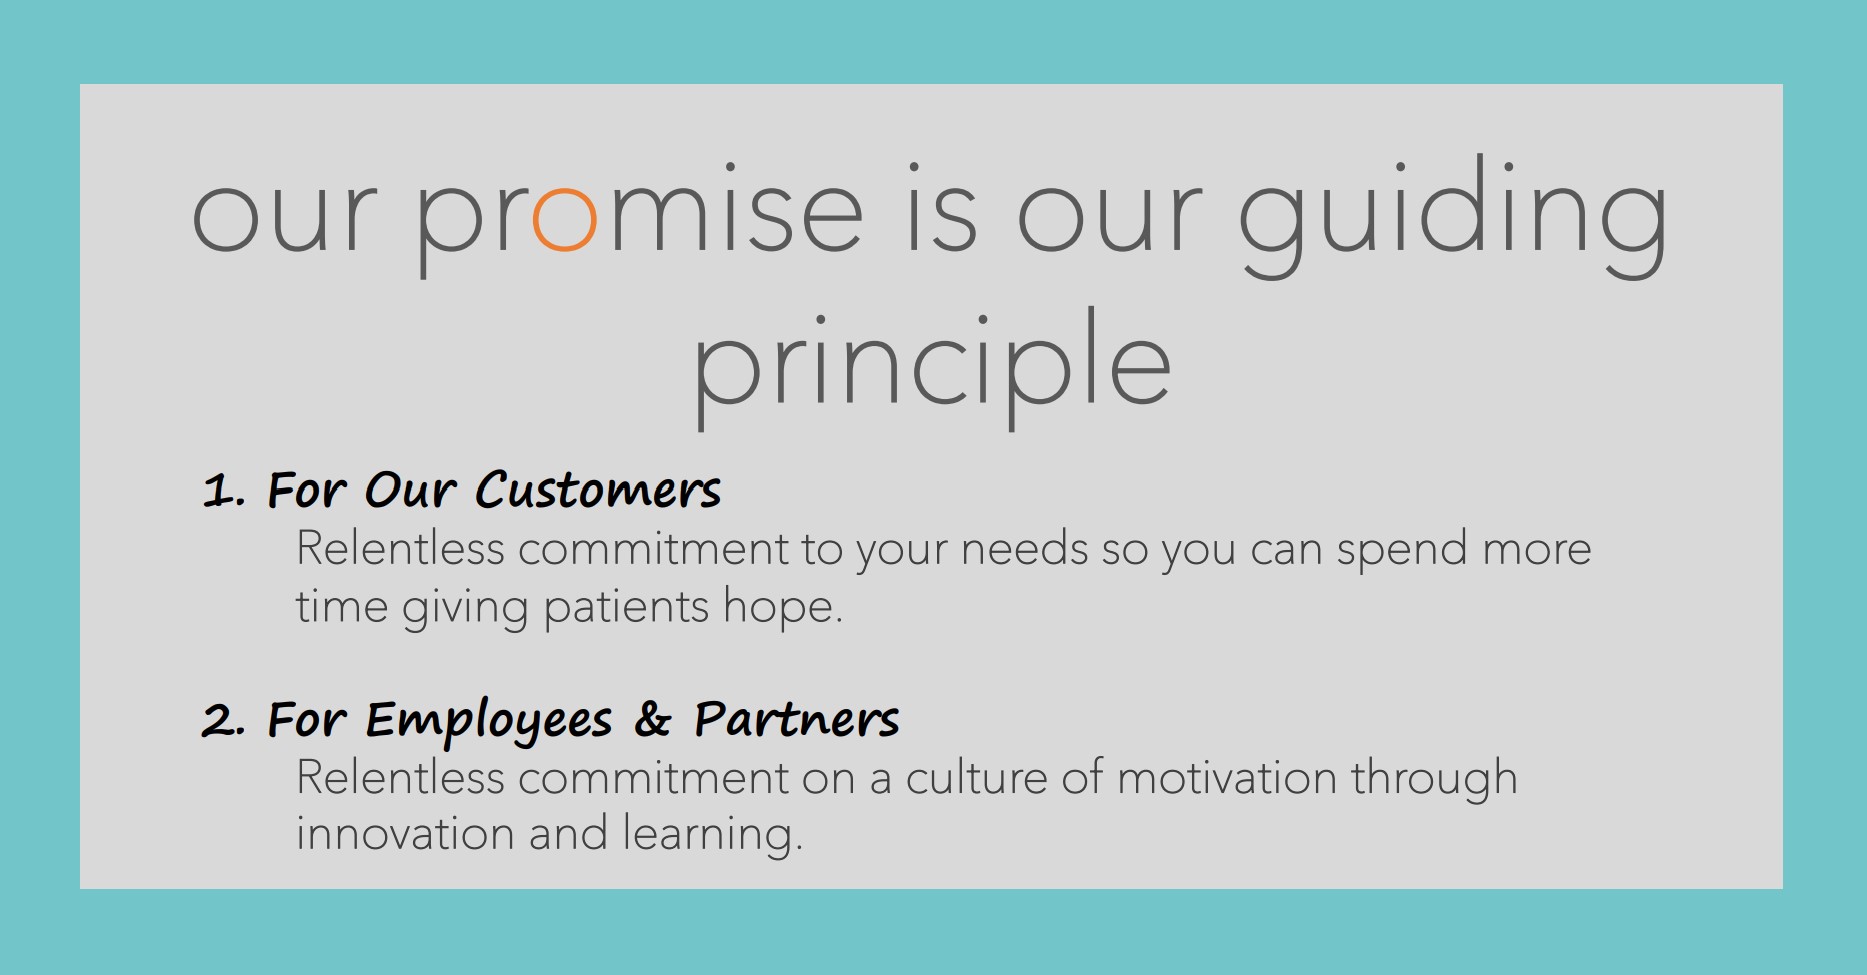 our promise is our guiding
principle
1. For Our Customers
Relentless commitment to your needs so you can spend more
time giving patients hope.
2. For Employees & Partners
Relentless commitment on a culture of motivation through
innovation and learning.